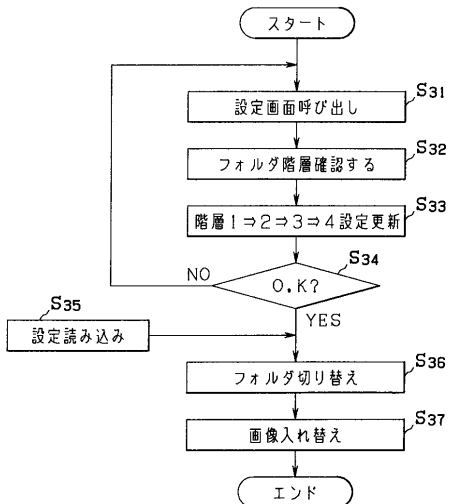 スタート
設定画面呼び出し
S31
フォルダ階層確認する
S32
階層1⇒2⇒3⇒4設定更新
S33
O.K?
S34
NO
YES
設定読み込み
S35
フォルダ切り替え
S36
画像入れ替え
S37
エンド